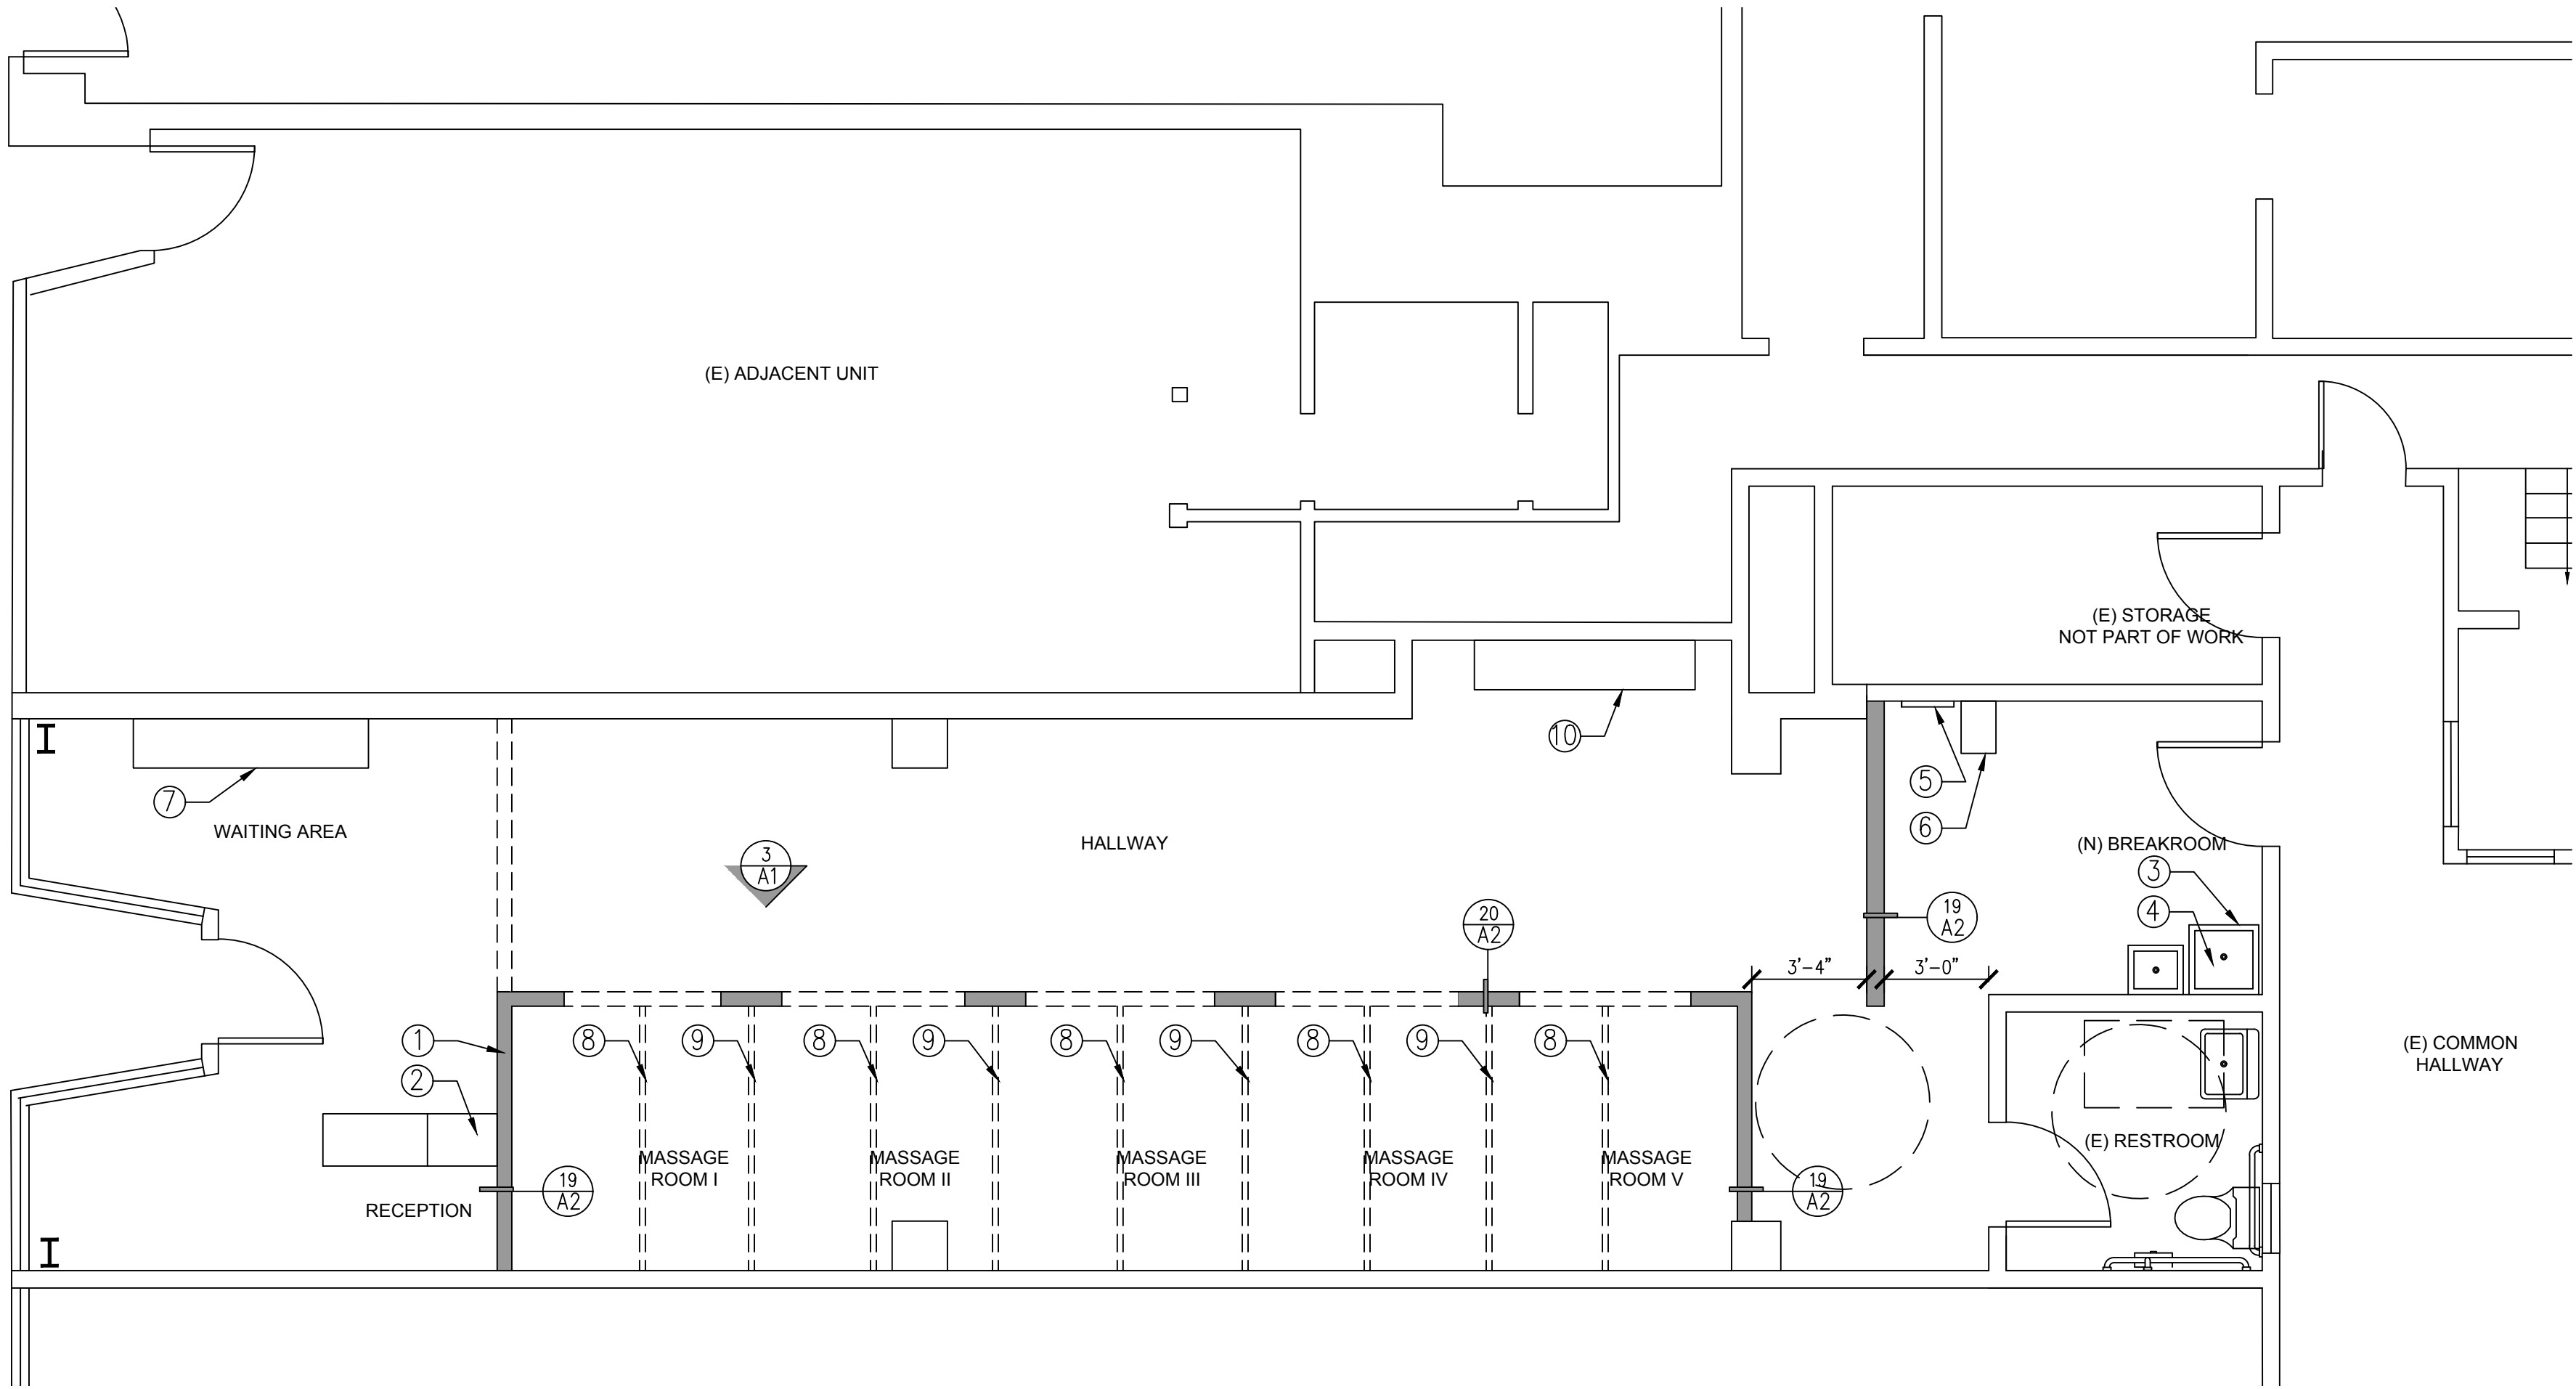 (E) ADJACENT UNIT
(E) STORAGE
NOT PART OF WORK
10
7
5
6
WAITING AREA
HALLWAY
(N) BREAKROOM
3
A1
3
4
20
A2
19
A2
3'-4"
3'-0"
1
2
8
9
8
9
8
9
8
9
8
(E) COMMON
HALLWAY
(E) RESTROOM
MASSAGE
ROOM I
MASSAGE
ROOM II
MASSAGE
ROOM III
MASSAGE
ROOM IV
MASSAGE
ROOM V
19
A2
19
A2
RECEPTION